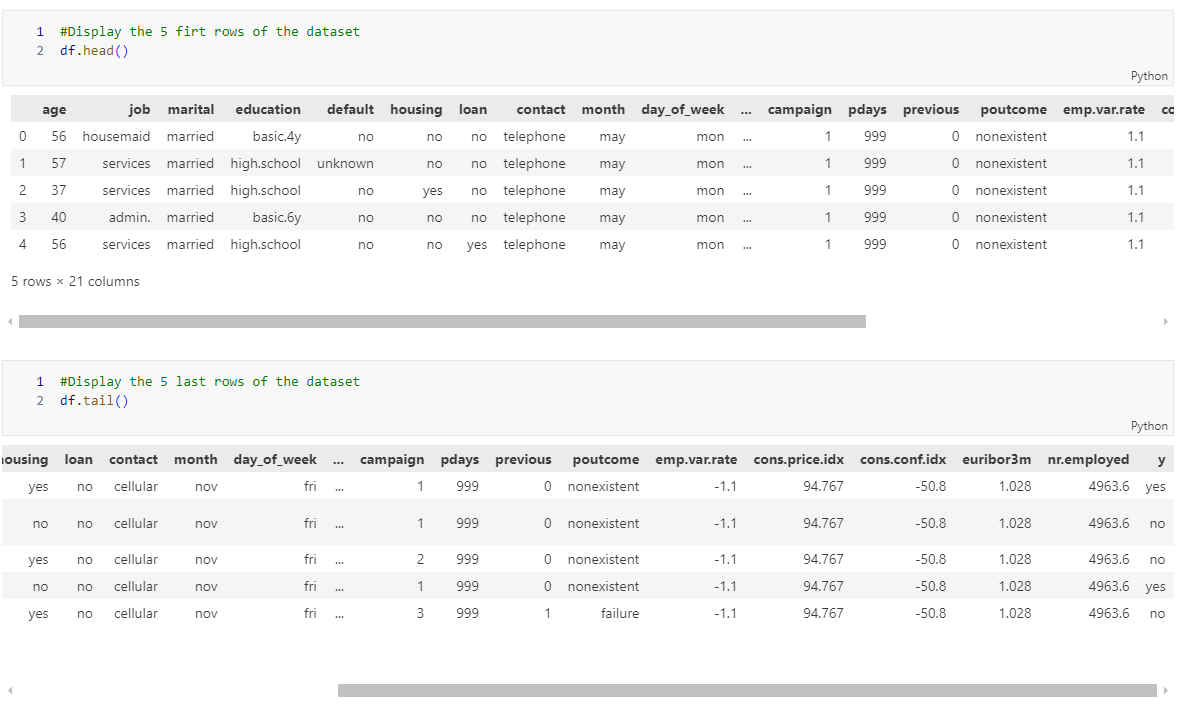 1 #Display the 5 firt rows of the dataset
2 df.head()
Python
age job marital education default housing loan contact month day_of_week ... campaign pdays previous poutcome emp.var.rate co
0 56 housemaid married basic.4y no no no telephone may mon ... 1 999 0 nonexistent 1.1
1 57 services married high.school unknown no no telephone may mon ... 1 999 0 nonexistent 1.1
2 37 services married high.school no yes no telephone may mon ... 1 999 0 nonexistent 1.1
3 40 admin. married basic.6y no no no telephone may mon ... 1 999 0 nonexistent 1.1
4 56 services married high.school no no yes telephone may mon ... 1 999 0 nonexistent 1.1
5 rows × 21 columns
1 #Display the 5 last rows of the dataset
2 df.tail()
Python
ousing loan contact month day_of_week ... campaign pdays previous poutcome emp.var.rate cons.price.idx cons.conf.idx euribor3m nr.employed y
yes no cellular nov fri ... 1 999 0 nonexistent -1.1 94.767 -50.8 1.028 4963.6 yes
no no cellular nov fri ... 1 999 0 nonexistent -1.1 94.767 -50.8 1.028 4963.6 no
yes no cellular nov fri ... 2 999 0 nonexistent -1.1 94.767 -50.8 1.028 4963.6 no
no no cellular nov fri ... 1 999 0 nonexistent -1.1 94.767 -50.8 1.028 4963.6 yes
yes no cellular nov fri ... 3 999 1 failure -1.1 94.767 -50.8 1.028 4963.6 no